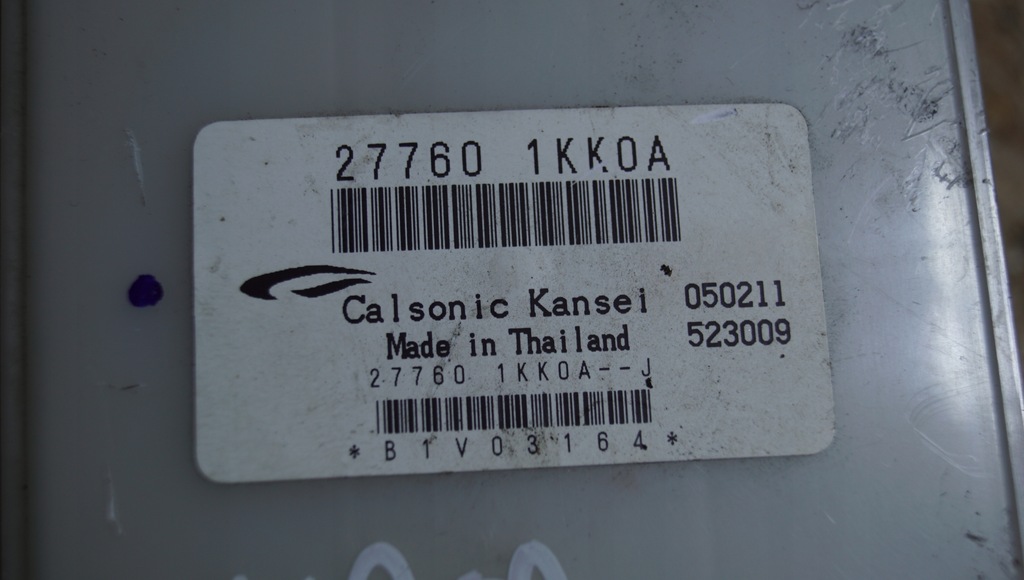 27760 1KK0A
Calsonic Kansei 050211
Made in Thailand 523009
27760 1KK0A--J
*B1V03164*